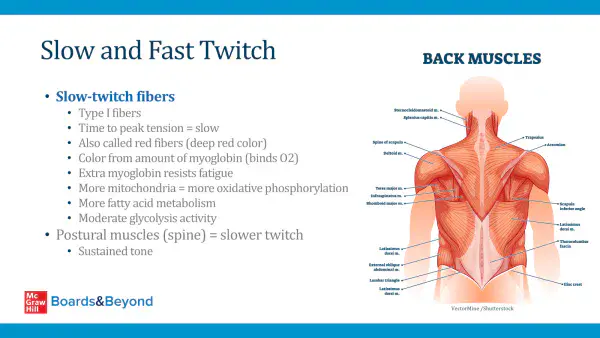 Slow and Fast Twitch
• Slow-twitch fibers
• Type I fibers
• Time to peak tension = slow
• Also called red fibers (deep red color)
• Color from amount of myoglobin (binds O2)
• Extra myoglobin resists fatigue
• More mitochondria = more oxidative phosphorylation
• More fatty acid metabolism
• Moderate glycolysis activity
• Postural muscles (spine) = slower twitch
• Sustained tone
BACK MUSCLES
Splenius capitis m.
Spine of scapula
Deltoid m.
Teres major m.
Infraspinatus m.
Rhomboid major m.
Latissimus
dorsi m.
External oblique
abdominal m.
Lumbar triangle
Latissimus
dorsi m.
Trapezius
Acromion
Scapula
inferior angle
Latissimus
dorsi m.
Thoracolumbar
fascia
Iliac crest
VectorMine / Shutterstock
Mc
Graw
Hill
Boards&Beyond